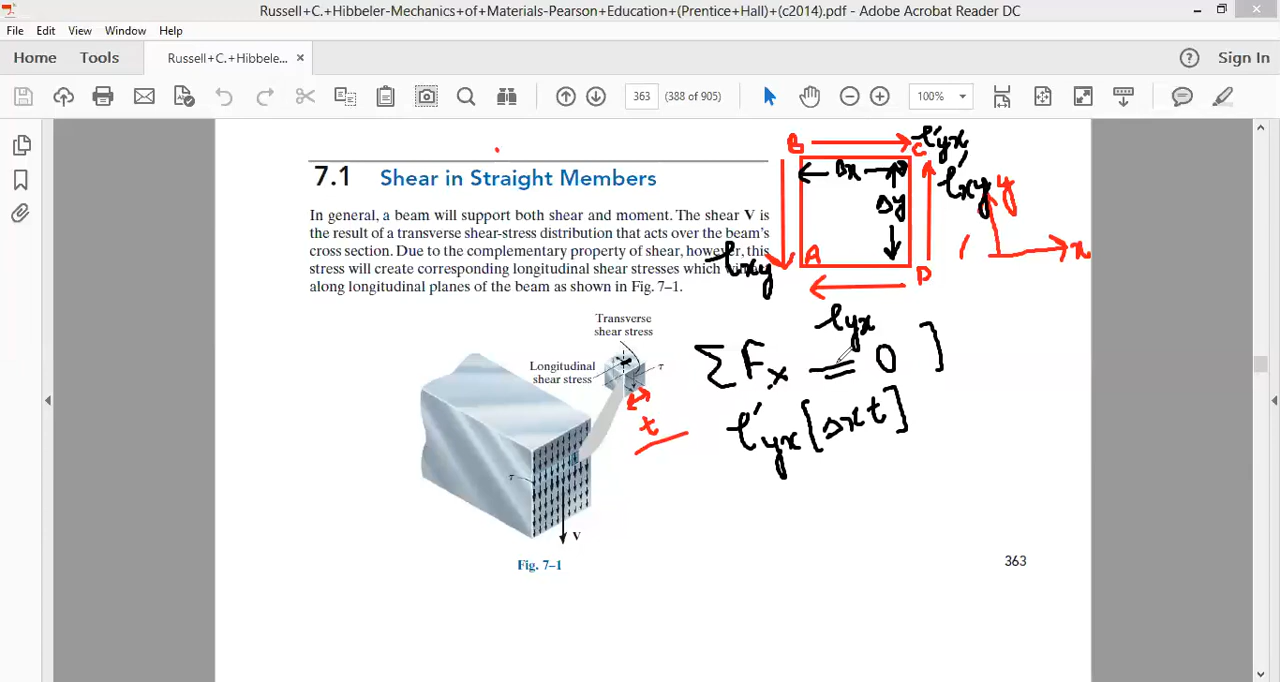 Russell+C.+Hibbeler-Mechanics+of+Materials-Pearson+Education+(Prentice+Hall)+(c2014).pdf - Adobe Acrobat Reader DC
File Edit View Window Help
Home Tools Russell+C.+Hibbele... × Sign In
363 (388 of 905) 100%
7.1 Shear in Straight Members
In general, a beam will support both shear and moment. The shear V is
the result of a transverse shear-stress distribution that acts over the beam's
cross section. Due to the complementary property of shear, however, this
stress will create corresponding longitudinal shear stresses which
along longitudinal planes of the beam as shown in Fig. 7–1.
B C τ'yx
Δx τ'xy
Δy y
τxy A x
D
τyx
Transverse
shear stress
Longitudinal
shear stress
τ
t
ΣFx = 0 ]
τ'yx[Δx t]
τ
V
Fig. 7–1
363